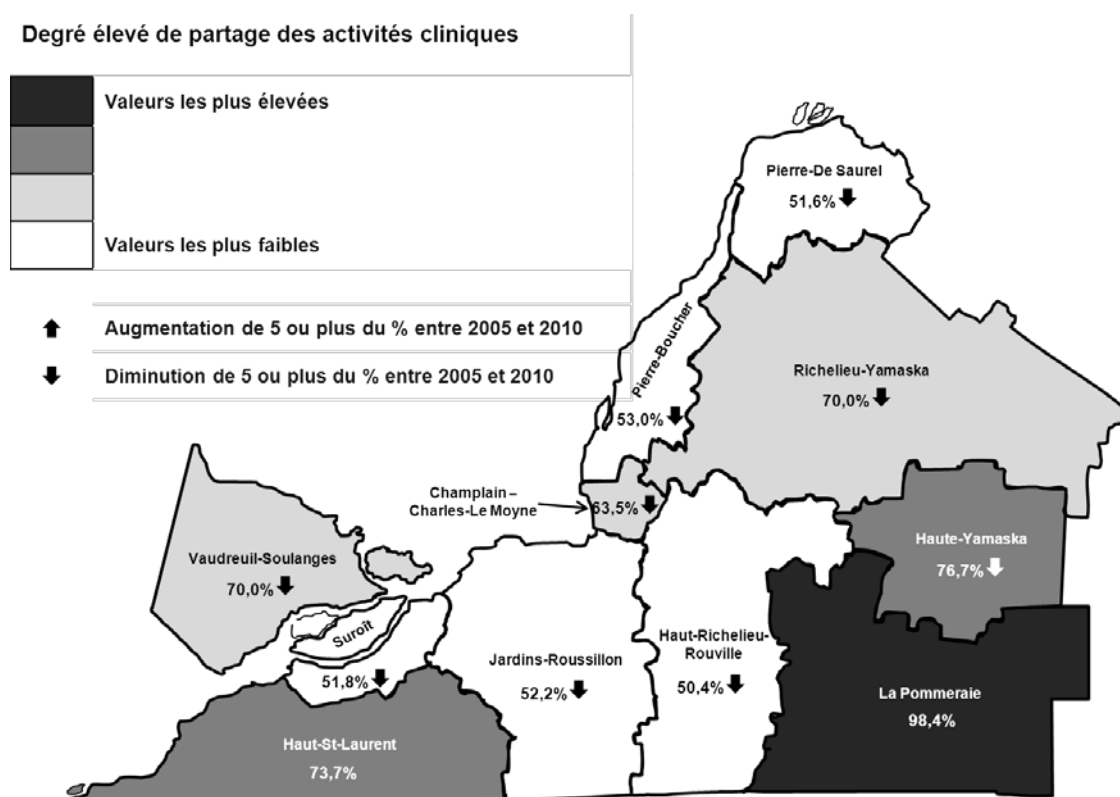 Degré élevé de partage des activités cliniques
Valeurs les plus élevées
Valeurs les plus faibles
Augmentation de 5 ou plus du % entre 2005 et 2010
Diminution de 5 ou plus du % entre 2005 et 2010
Pierre-De Saurel
51,6%
Pierre-Boucher
53,0%
Richelieu-Yamaska
70,0%
Champlain –
Charles-Le Moyne
63,5%
Haute-Yamaska
76,7%
Vaudreuil-Soulanges
70,0%
Suroît
51,8%
Jardins-Roussillon
52,2%
Haut-Richelieu-
Rouville
50,4%
La Pommeraie
98,4%
Haut-St-Laurent
73,7%